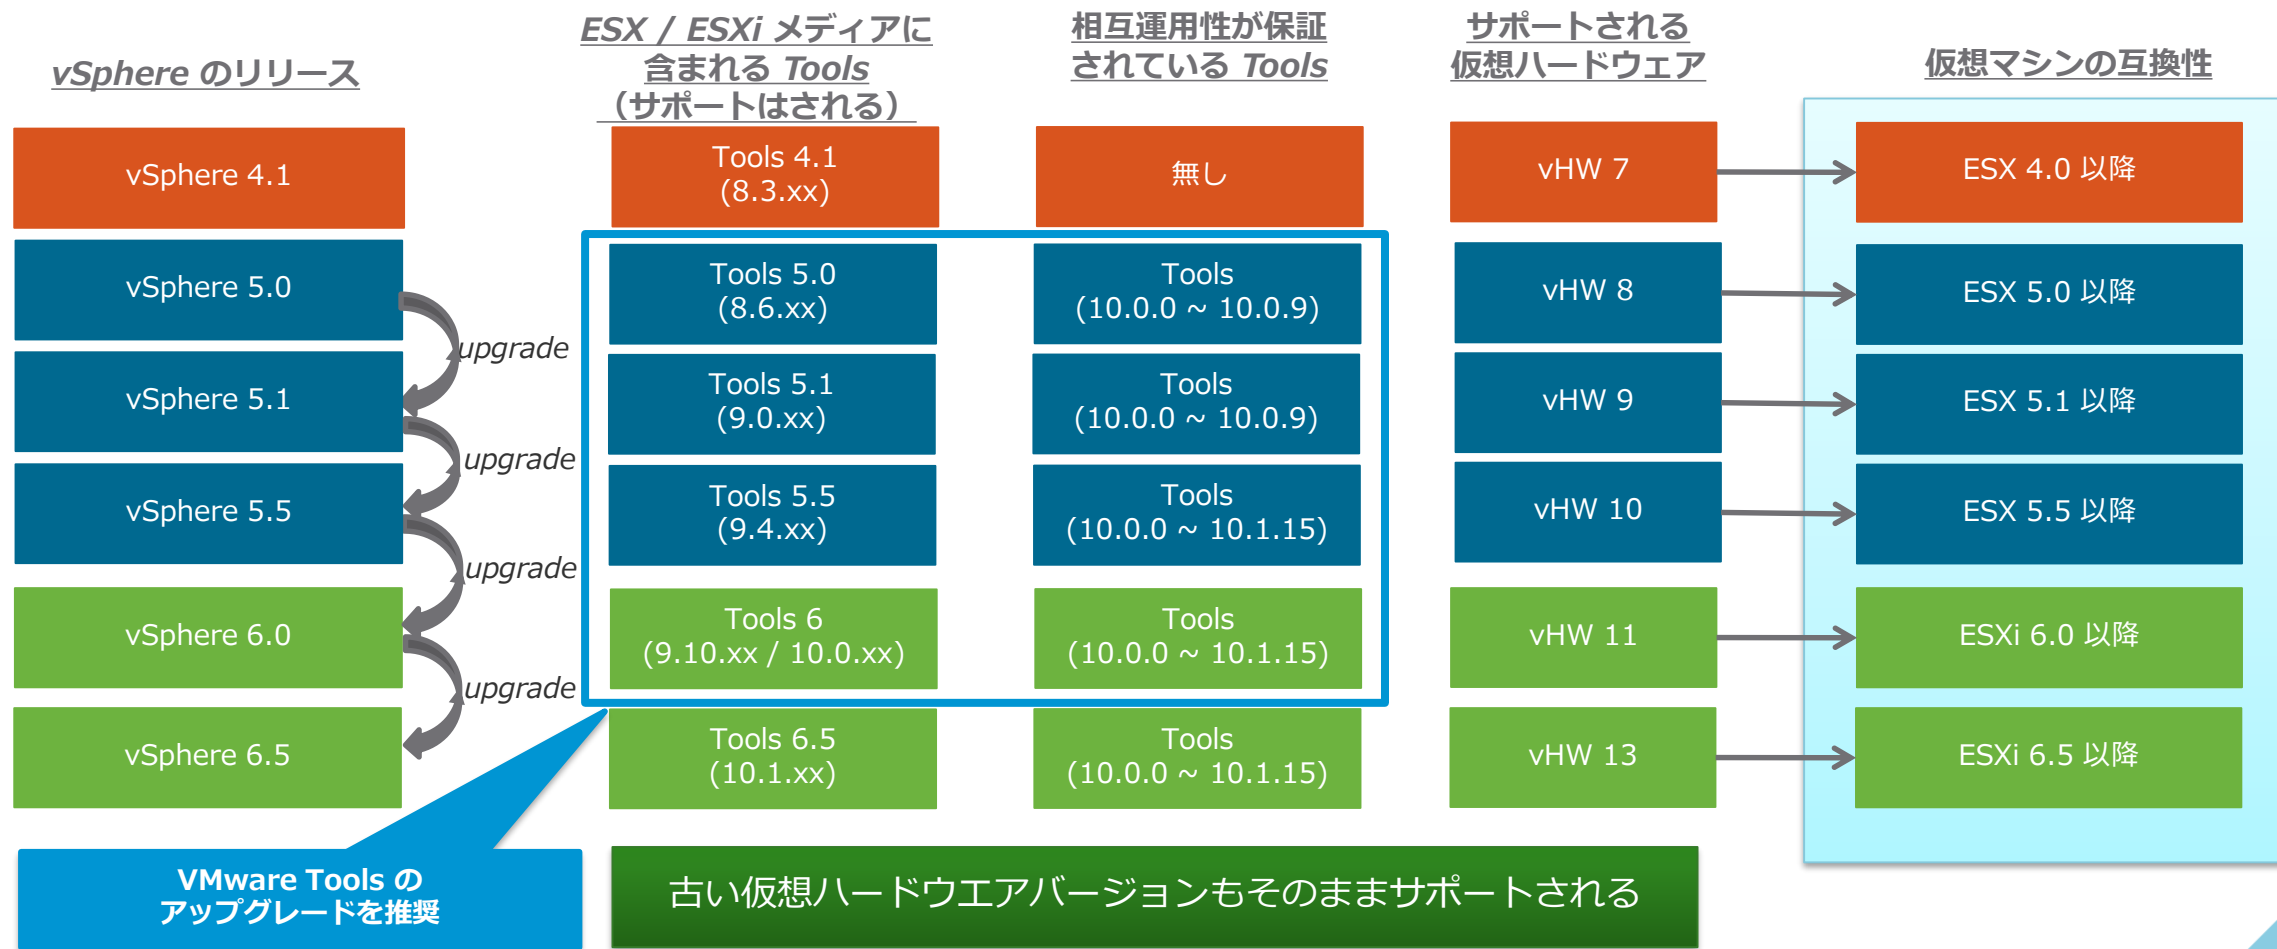 vSphere のリリース
ESX / ESXi メディアに
含まれる Tools
（サポートはされる）
相互運用性が保証
されている Tools
サポートされる
仮想ハードウェア
仮想マシンの互換性
vSphere 4.1
Tools 4.1
(8.3.xx)
無し
vHW 7
ESX 4.0 以降
vSphere 5.0
Tools 5.0
(8.6.xx)
Tools
(10.0.0 ~ 10.0.9)
vHW 8
ESX 5.0 以降
upgrade
vSphere 5.1
Tools 5.1
(9.0.xx)
Tools
(10.0.0 ~ 10.0.9)
vHW 9
ESX 5.1 以降
upgrade
vSphere 5.5
Tools 5.5
(9.4.xx)
Tools
(10.0.0 ~ 10.1.15)
vHW 10
ESX 5.5 以降
upgrade
vSphere 6.0
Tools 6
(9.10.xx / 10.0.xx)
Tools
(10.0.0 ~ 10.1.15)
vHW 11
ESXi 6.0 以降
upgrade
vSphere 6.5
Tools 6.5
(10.1.xx)
Tools
(10.0.0 ~ 10.1.15)
vHW 13
ESXi 6.5 以降
VMware Tools の
アップグレードを推奨
古い仮想ハードウエアバージョンもそのままサポートされる